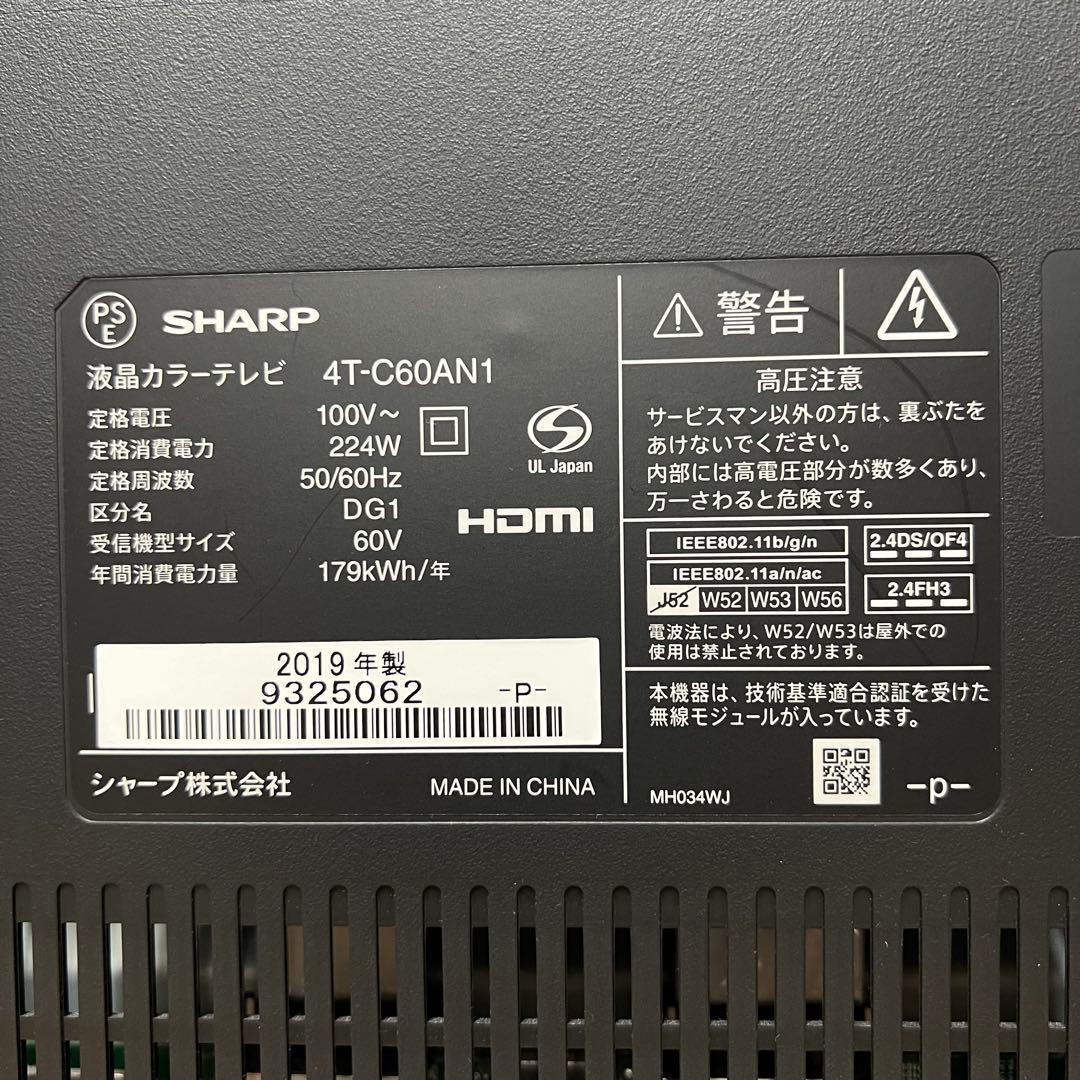 PSE
SHARP
液晶カラーテレビ 4T-C60AN1
定格電圧 100V～
定格消費電力 224W
定格周波数 50/60Hz
区分名 DG1
受信機型サイズ 60V
年間消費電力量 179kWh/年
S
UL Japan
HDMI
2019年製
9325062 -P-
シャープ株式会社 MADE IN CHINA
警告
高圧注意
サービスマン以外の方は、裏ぶたを
あけないでください。
内部には高電圧部分が数多くあり、
万一さわると危険です。
IEEE802.11b/g/n
IEEE802.11a/n/ac
J52 W52 W53 W56
2.4DS/OF4
2.4FH3
電波法により、W52/W53は屋外での
使用は禁止されております。
本機器は、技術基準適合認証を受けた
無線モジュールが入っています。
MH034WJ -p-